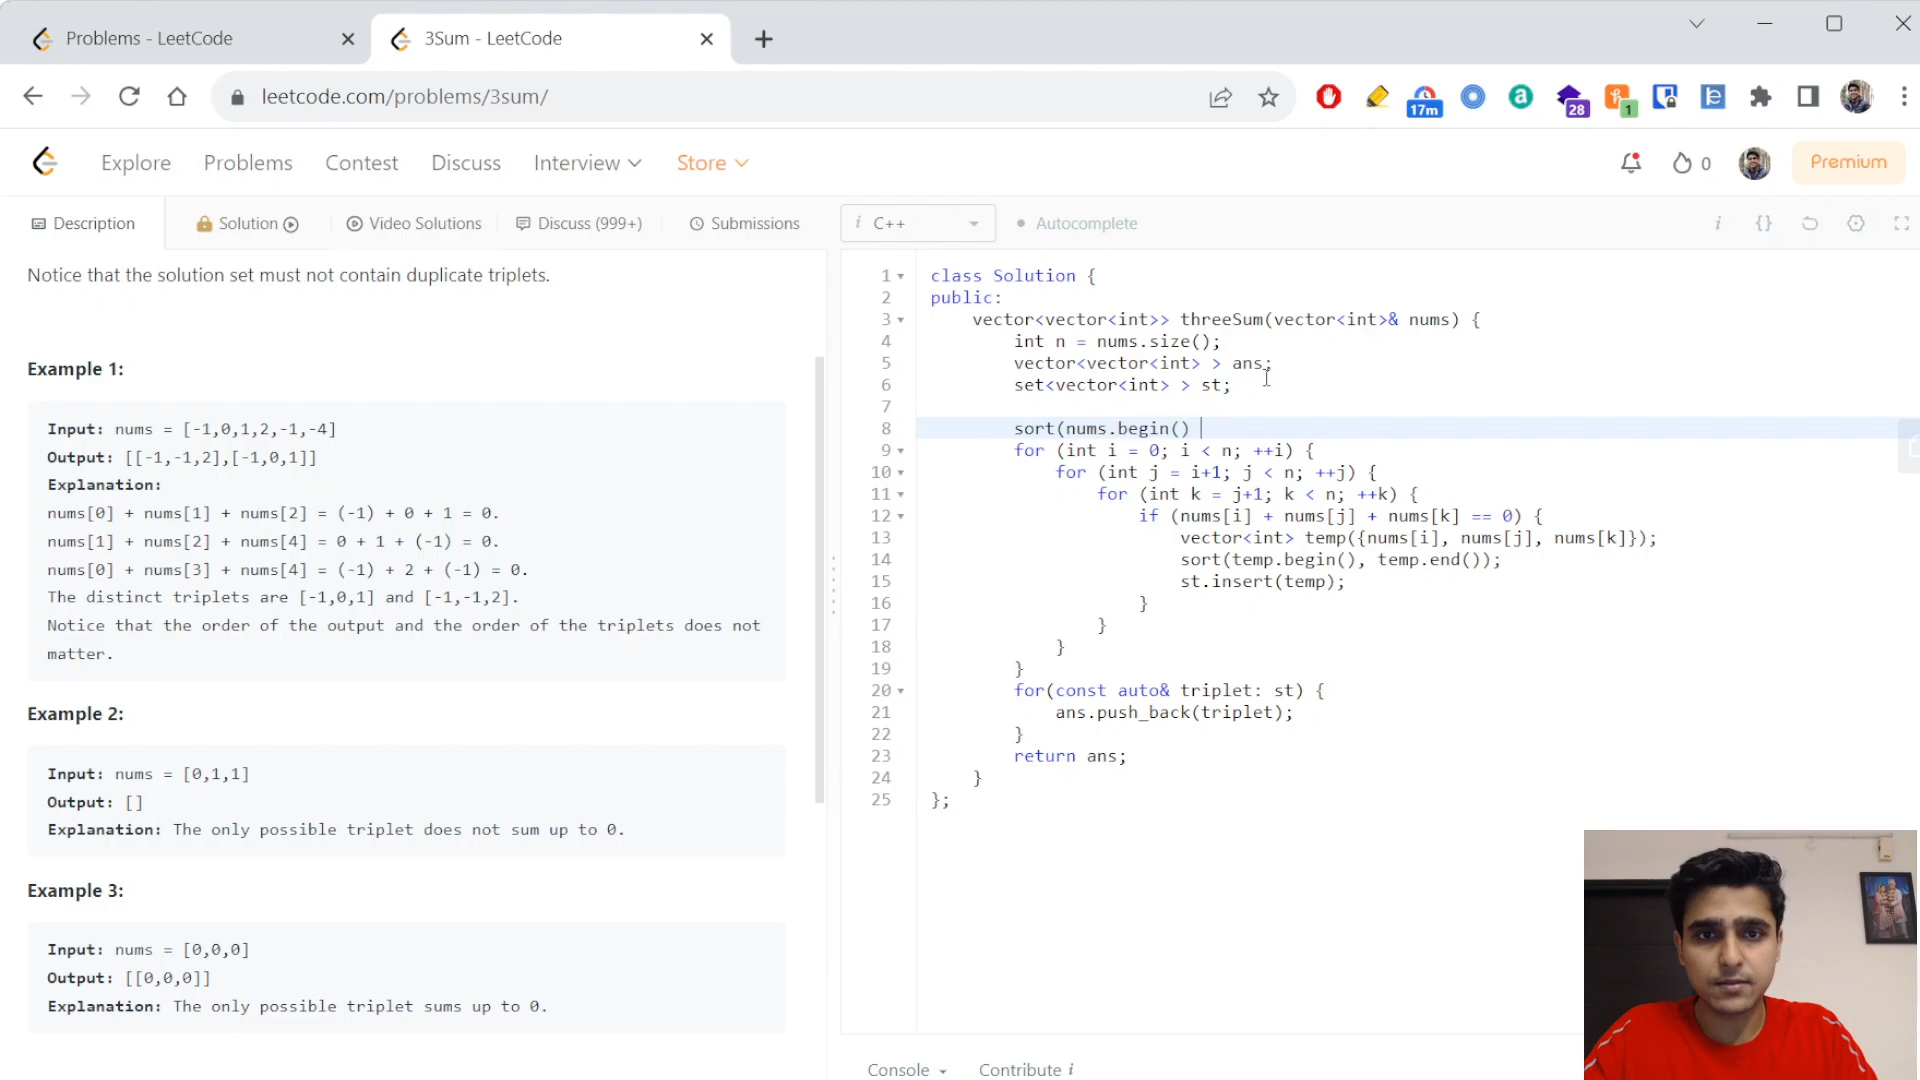 Problems - LeetCode
3Sum - LeetCode
leetcode.com/problems/3sum/
17m
28
1
Explore
Problems
Contest
Discuss
Interview
Store
0
Premium
Description
Solution
Video Solutions
Discuss (999+)
Submissions
i C++
Autocomplete
i {}
Notice that the solution set must not contain duplicate triplets.
Example 1:
Input: nums = [-1,0,1,2,-1,-4]
Output: [[-1,-1,2],[-1,0,1]]
Explanation:
nums[0] + nums[1] + nums[2] = (-1) + 0 + 1 = 0.
nums[1] + nums[2] + nums[4] = 0 + 1 + (-1) = 0.
nums[0] + nums[3] + nums[4] = (-1) + 2 + (-1) = 0.
The distinct triplets are [-1,0,1] and [-1,-1,2].
Notice that the order of the output and the order of the triplets does not
matter.
Example 2:
Input: nums = [0,1,1]
Output: []
Explanation: The only possible triplet does not sum up to 0.
Example 3:
Input: nums = [0,0,0]
Output: [[0,0,0]]
Explanation: The only possible triplet sums up to 0.
1 class Solution {
2 public:
3 vector<vector<int>> threeSum(vector<int>& nums) {
4 int n = nums.size();
5 vector<vector<int> > ans;
6 set<vector<int> > st;
7
8 sort(nums.begin()
9 for (int i = 0; i < n; ++i) {
10 for (int j = i+1; j < n; ++j) {
11 for (int k = j+1; k < n; ++k) {
12 if (nums[i] + nums[j] + nums[k] == 0) {
13 vector<int> temp({nums[i], nums[j], nums[k]});
14 sort(temp.begin(), temp.end());
15 st.insert(temp);
16 }
17 }
18 }
19 }
20 for(const auto& triplet: st) {
21 ans.push_back(triplet);
22 }
23 return ans;
24 }
25 };
Console
Contribute i